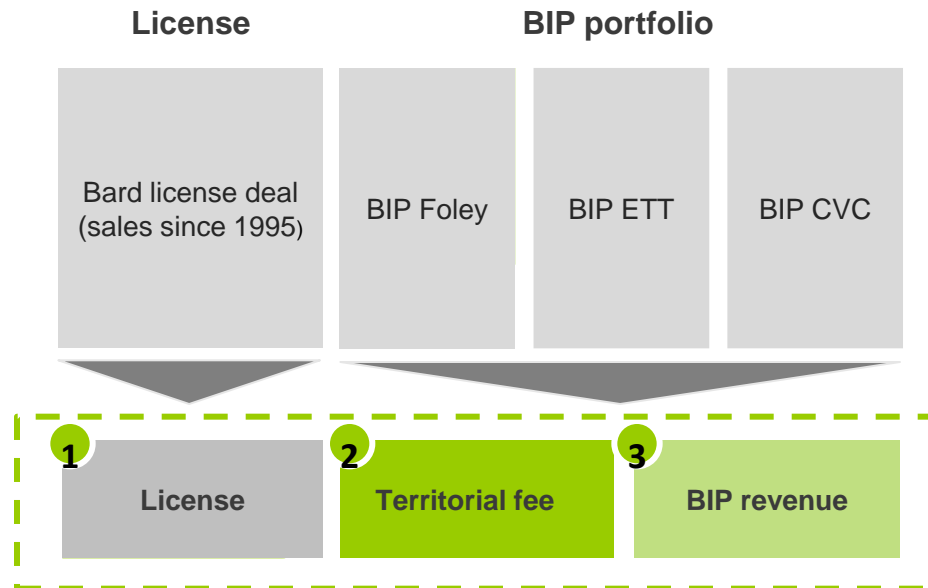 License
BIP portfolio
Bard license deal
(sales since 1995)
BIP Foley
BIP ETT
BIP CVC
1
License
2
Territorial fee
3
BIP revenue